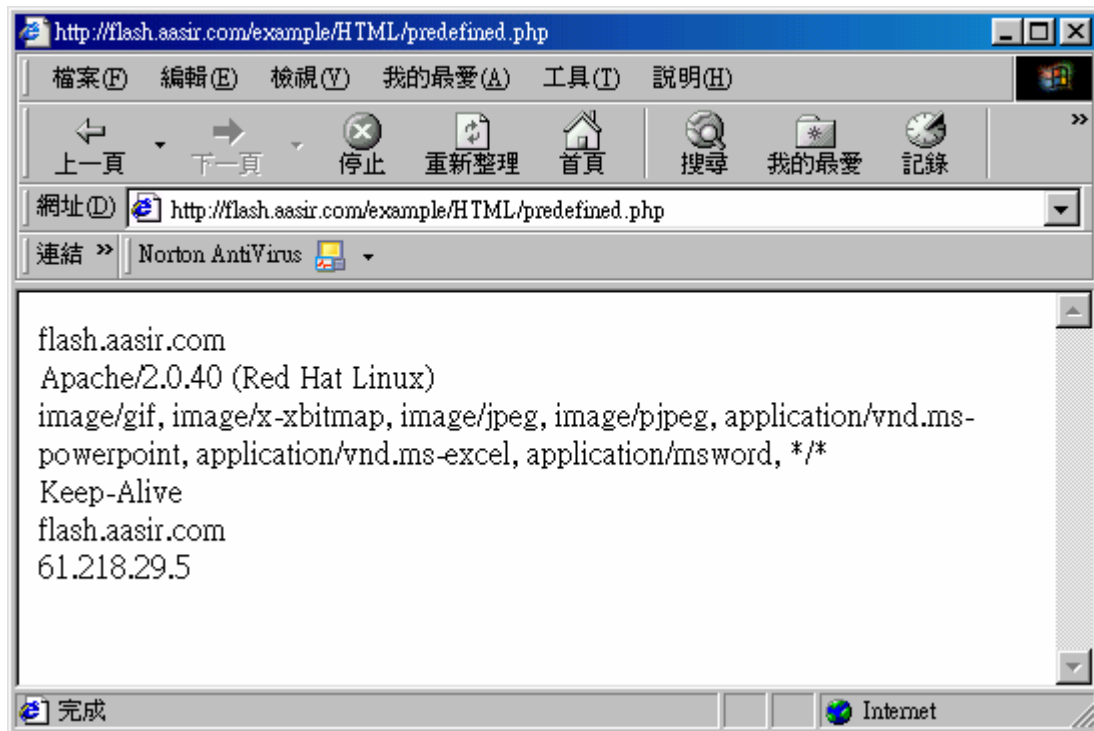 http://flash.aasir.com/example/HTML/predefined.php
檔案(F) 編輯(E) 檢視(V) 我的最愛(A) 工具(T) 說明(H)
上一頁 下一頁 停止 重新整理 首頁 搜尋 我的最愛 記錄 »
網址(D) http://flash.aasir.com/example/HTML/predefined.php
連結 » Norton AntiVirus
flash.aasir.com
Apache/2.0.40 (Red Hat Linux)
image/gif, image/x-xbitmap, image/jpeg, image/pjpeg, application/vnd.ms-
powerpoint, application/vnd.ms-excel, application/msword, */*
Keep-Alive
flash.aasir.com
61.218.29.5
完成 Internet